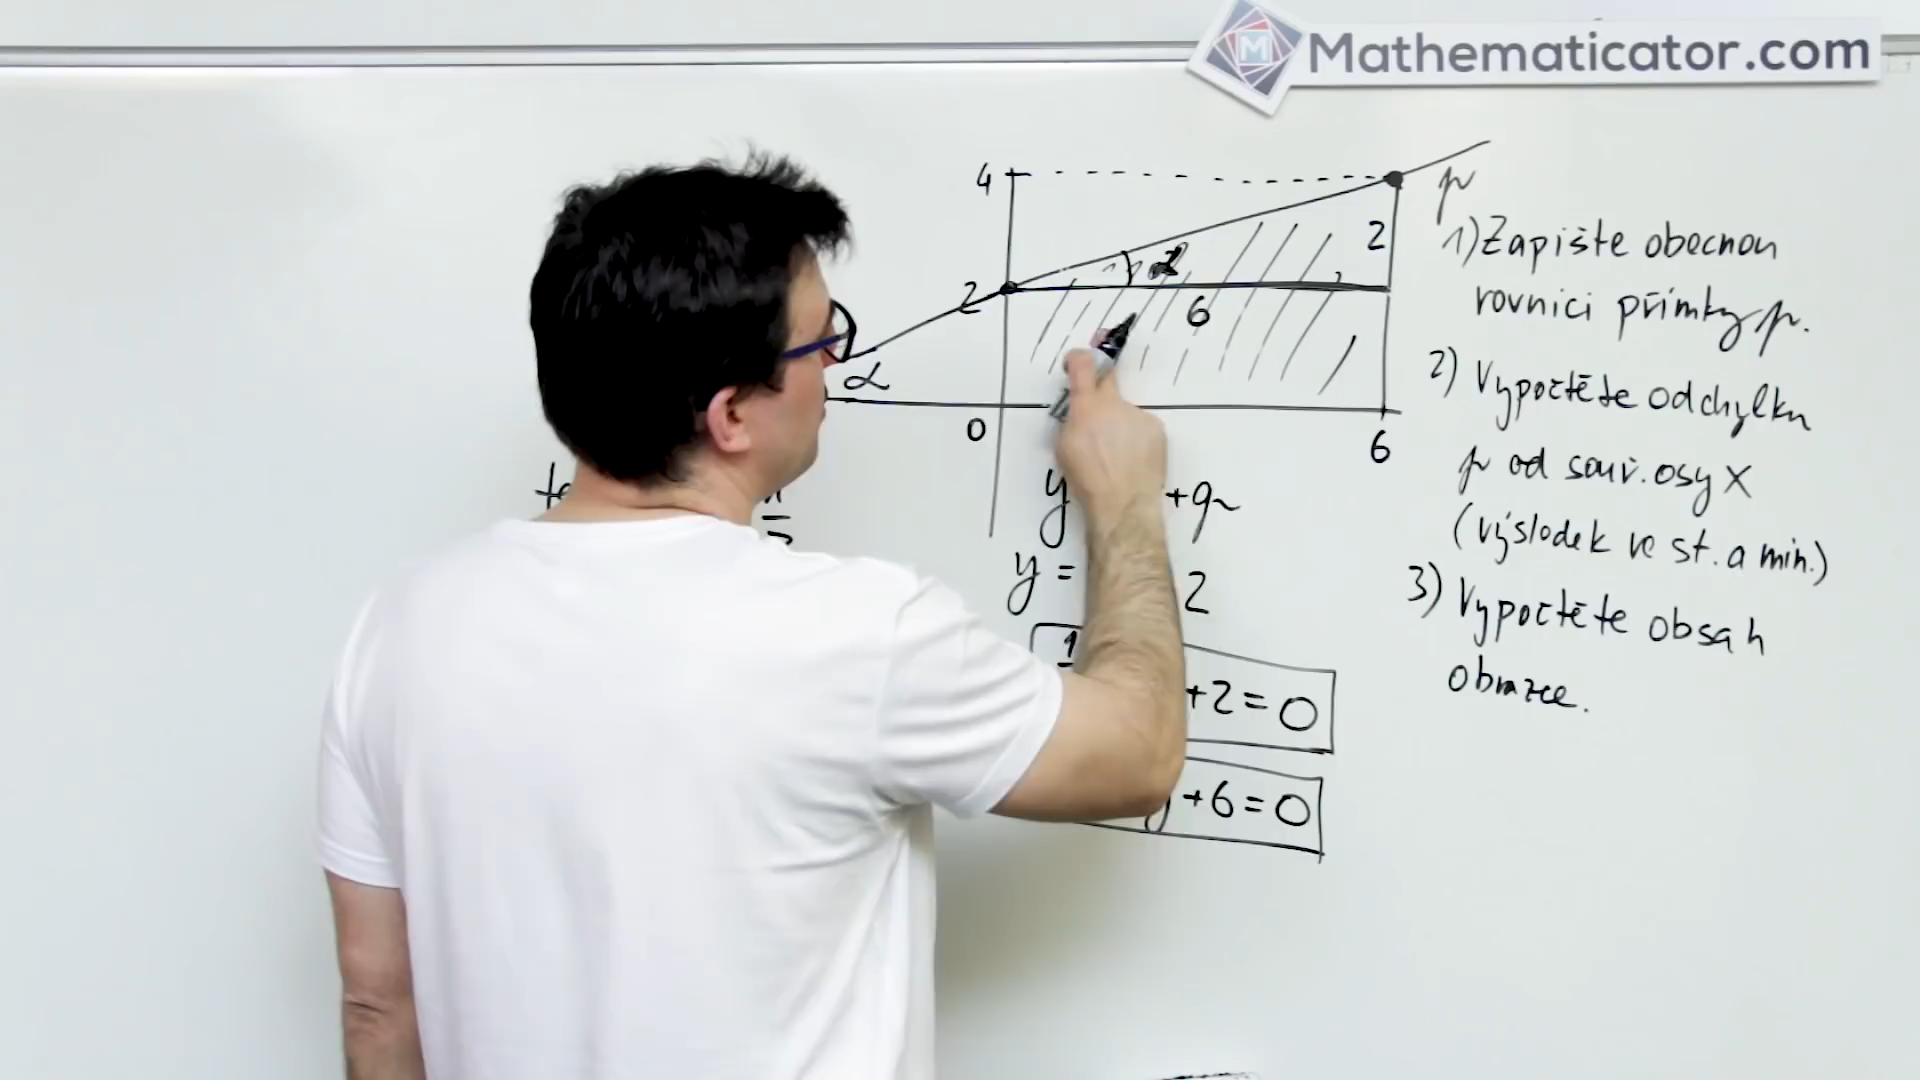 Mathematicator.com
4
p
2
α
2
6
α
0
6
y +q
y = 2
1
+2=0
y+6=0
1) Zapište obecnou
rovnici přímky p.
2) Vypočtěte odchylku
p od souř. osy X
(výsledek ve st. a min.)
3) Vypočtěte obsah
obrazce.